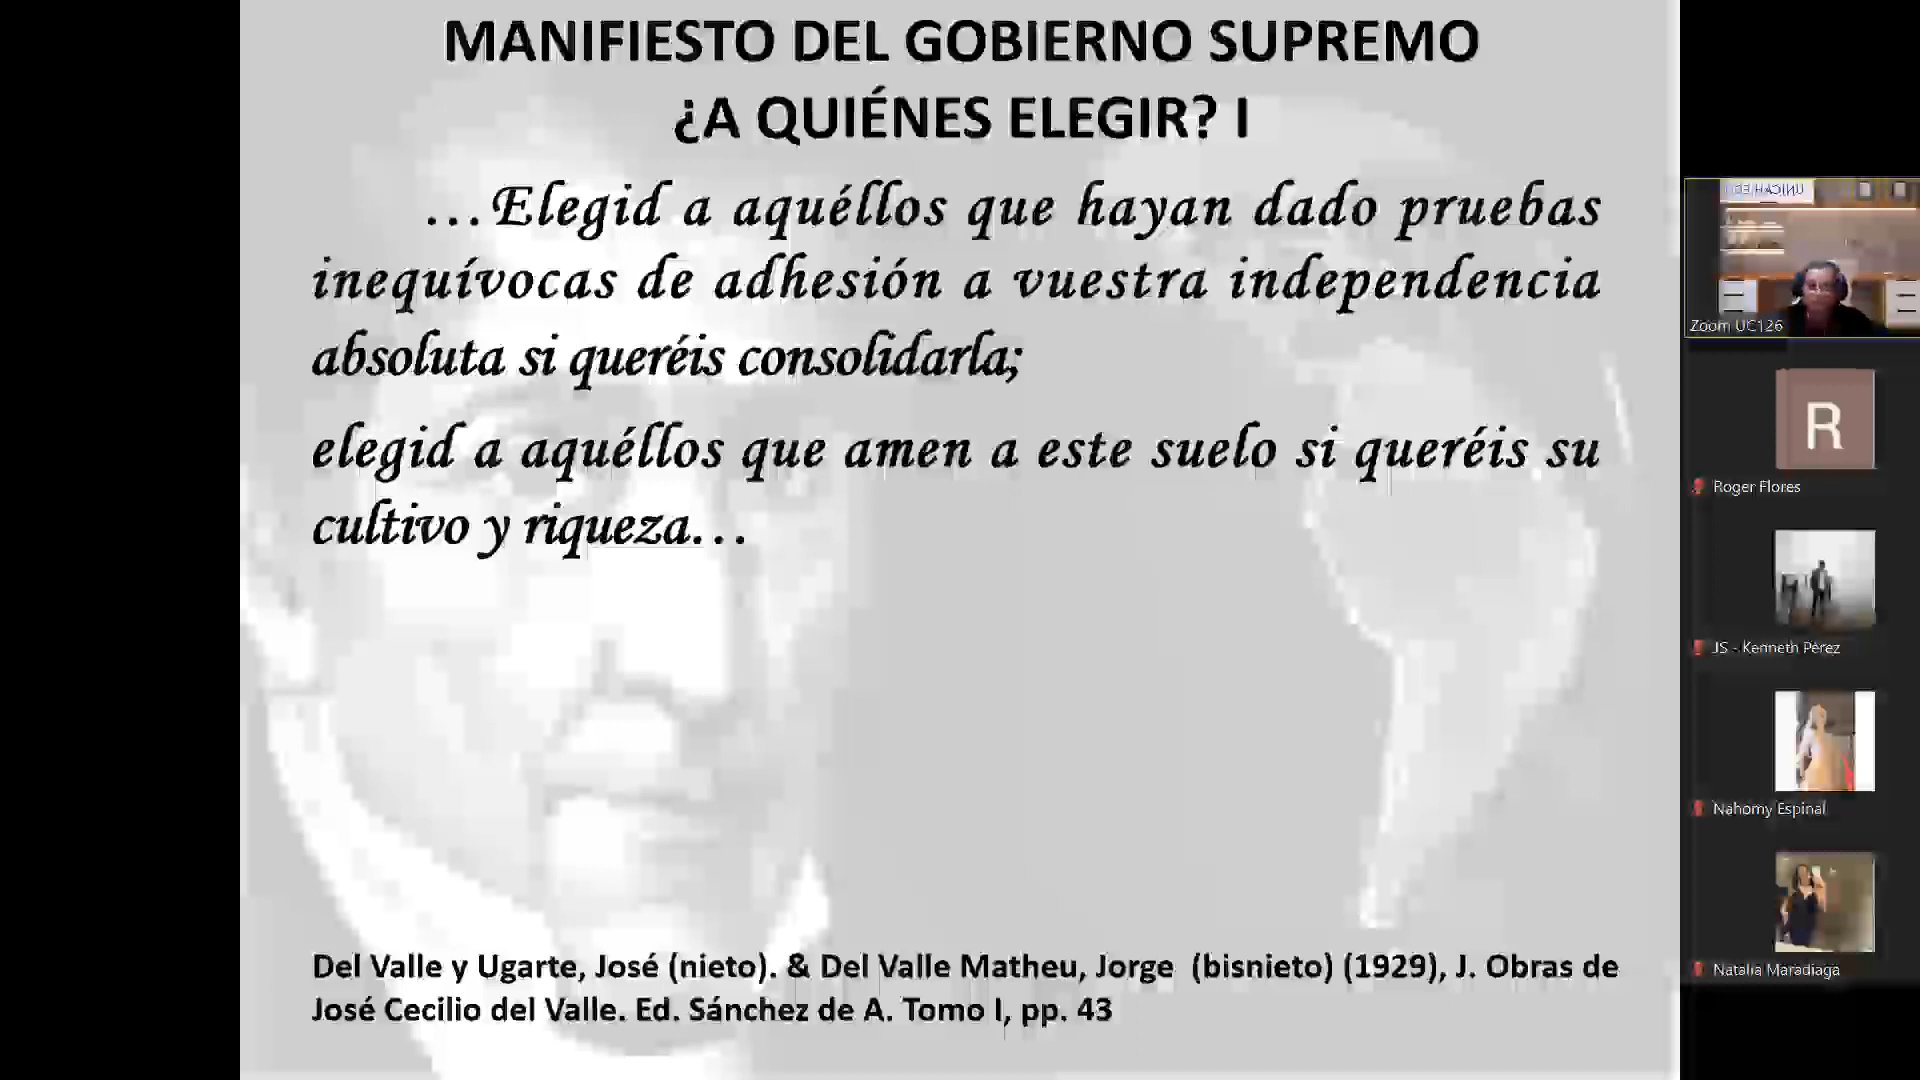 MANIFIESTO DEL GOBIERNO SUPREMO
¿A QUIÉNES ELEGIR? I
…Elegid a aquéllos que hayan dado pruebas
inequívocas de adhesión a vuestra independencia
absoluta si queréis consolidarla;
elegid a aquéllos que amen a este suelo si queréis su
cultivo y riqueza…
Del Valle y Ugarte, José (nieto). & Del Valle Matheu, Jorge (bisnieto) (1929), J. Obras de
José Cecilio del Valle. Ed. Sánchez de A. Tomo I, pp. 43
Zoom UC126
R
Roger Flores
JS - Kenneth Pérez
Nahomy Espinal
Natalia Maradiaga